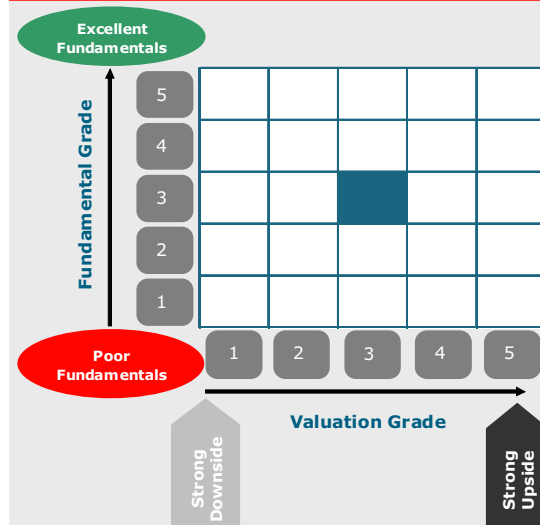 Excellent
Fundamentals
Fundamental Grade
5
4
3
2
1
Poor
Fundamentals
1
2
3
4
5
Valuation Grade
Strong
Downside
Strong
Upside